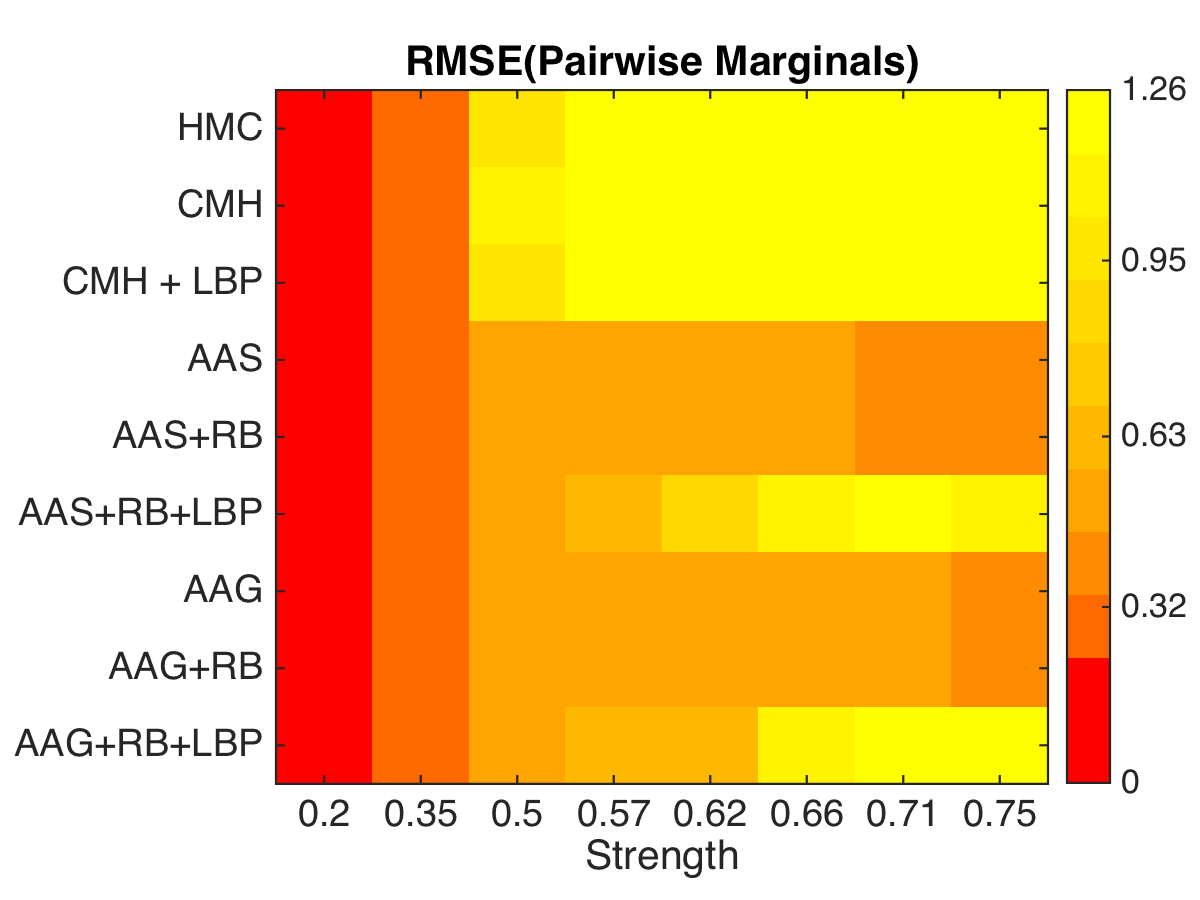 RMSE(Pairwise Marginals)
HMC
CMH
CMH + LBP
AAS
AAS+RB
AAS+RB+LBP
AAG
AAG+RB
AAG+RB+LBP
0.2 0.35 0.5 0.57 0.62 0.66 0.71 0.75
Strength
1.26
0.95
0.63
0.32
0